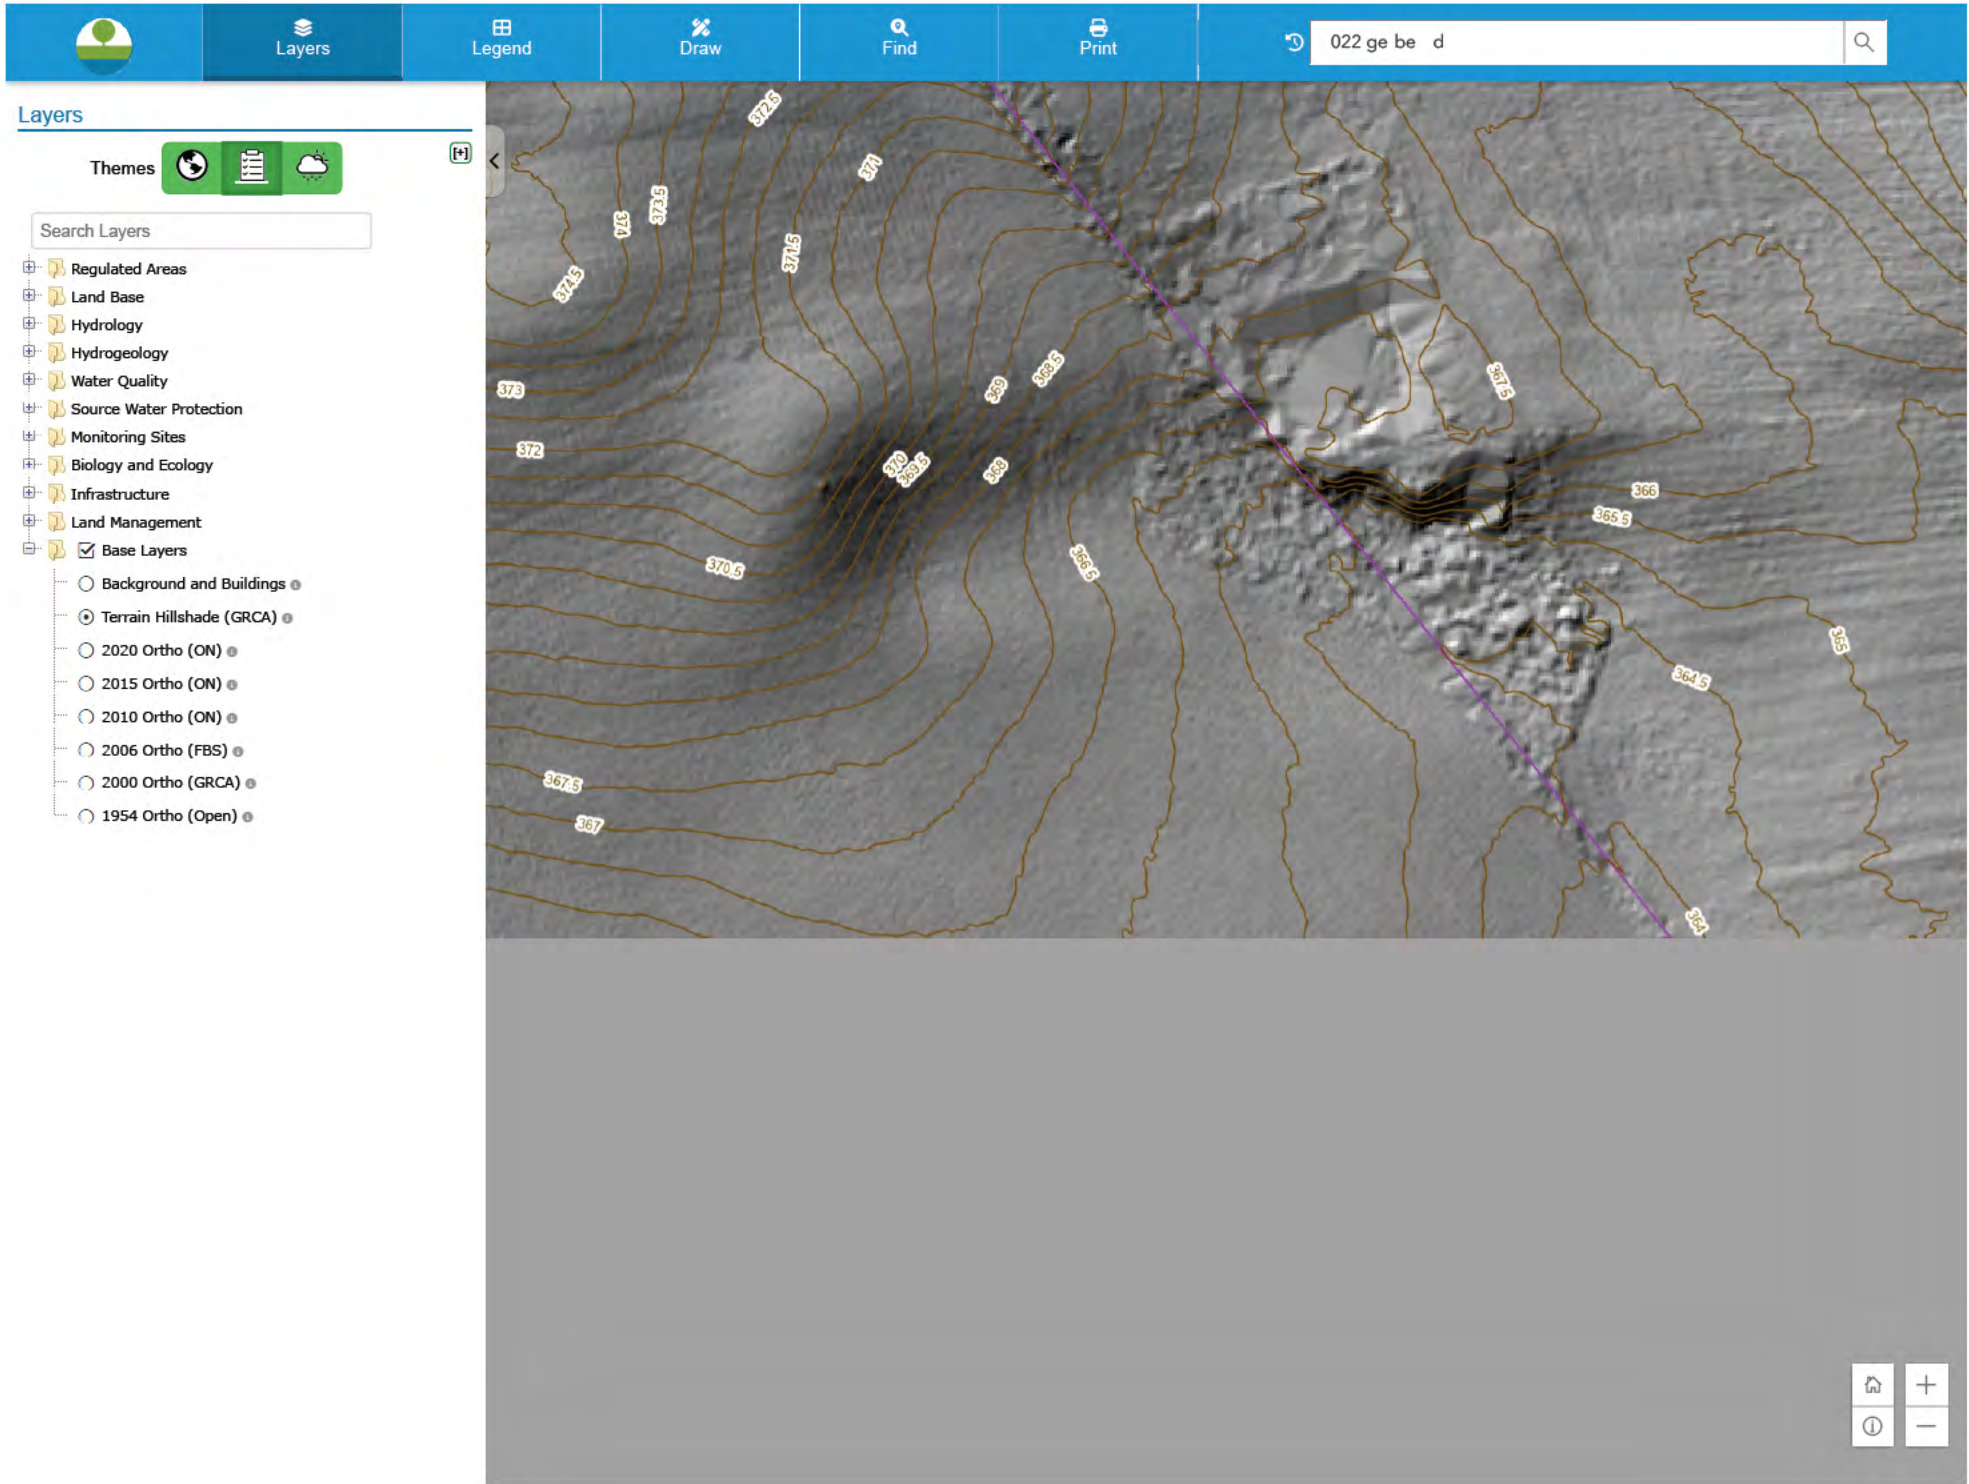 Layers
Legend
Draw
Find
Print
022 ge be d
Layers
Themes
[+]
Search Layers
Regulated Areas
Land Base
Hydrology
Hydrogeology
Water Quality
Source Water Protection
Monitoring Sites
Biology and Ecology
Infrastructure
Land Management
Base Layers
Background and Buildings
Terrain Hillshade (GRCA)
2020 Ortho (ON)
2015 Ortho (ON)
2010 Ortho (ON)
2006 Ortho (FBS)
2000 Ortho (GRCA)
1954 Ortho (Open)
372.5
371
373.5
374
371.5
374.5
368.5
369
373
367.5
372
370
369.5
368
366
365.5
366.5
370.5
365
364.5
367.5
367
364